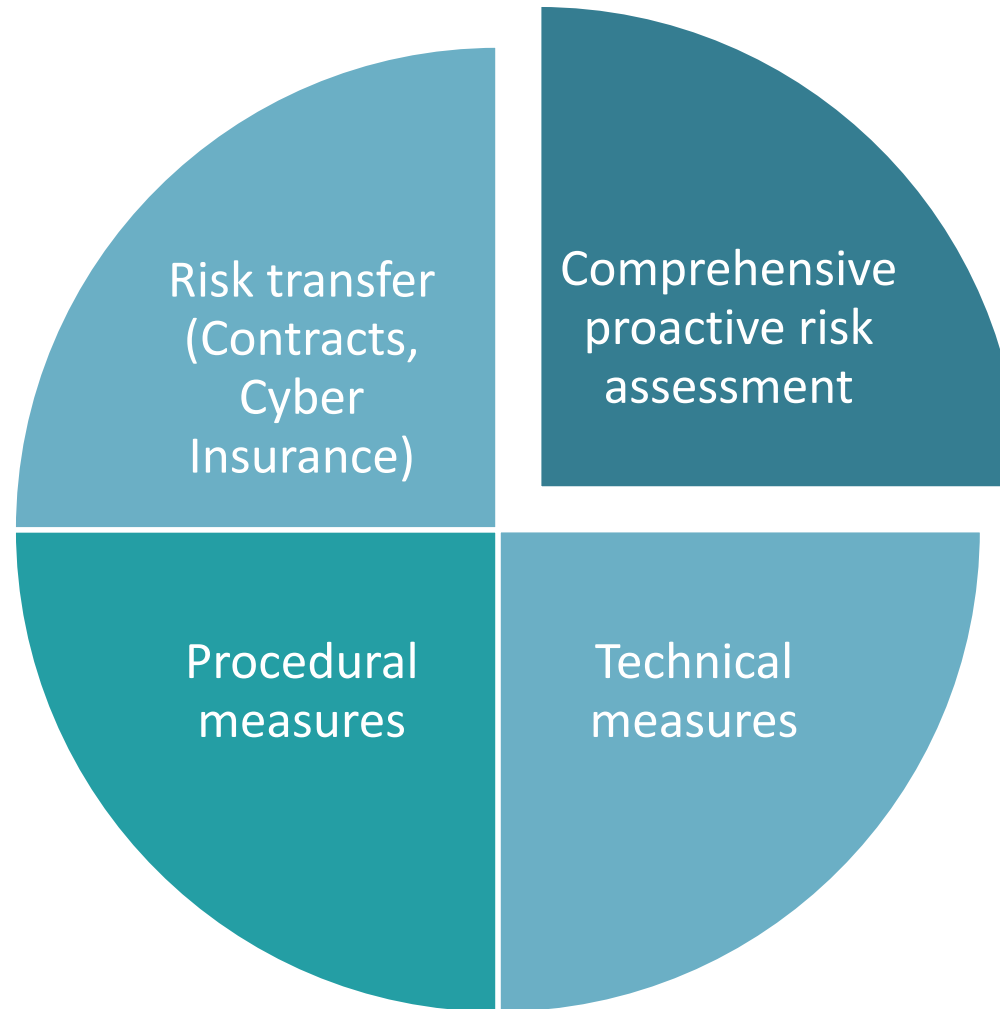 Risk transfer
(Contracts,
Cyber
Insurance)
Comprehensive
proactive risk
assessment
Procedural
measures
Technical
measures